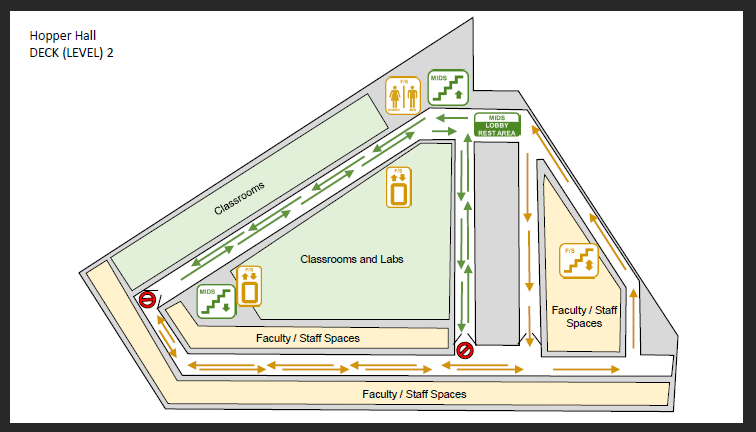 Hopper Hall
DECK (LEVEL) 2
F/S
MIDS
MIDS
LOBBY
REST AREA
F/S
Classrooms
Classrooms and Labs
F/S
F/S
MIDS
Faculty / Staff
Spaces
Faculty / Staff Spaces
Faculty / Staff Spaces